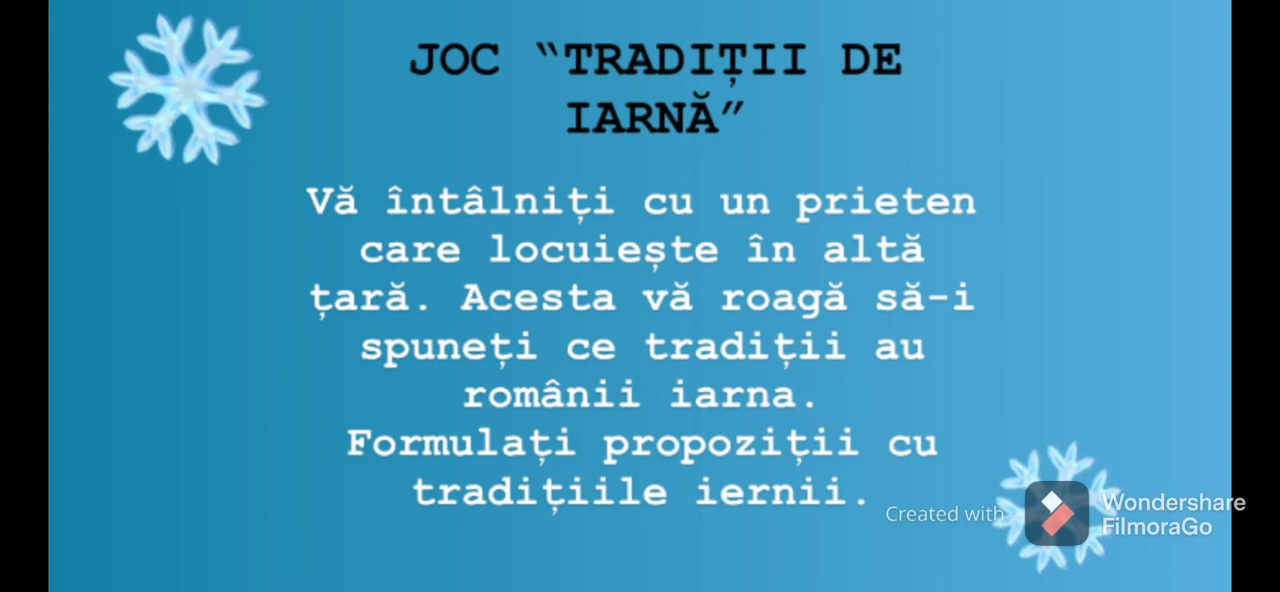 JOC “TRADIȚII DE
IARNĂ”
Vă întâlniți cu un prieten
care locuiește în altă
țară. Acesta vă roagă să-i
spuneți ce tradiții au
românii iarna.
Formulați propoziții cu
tradițiile iernii.
Created with
Wondershare
FilmoraGo